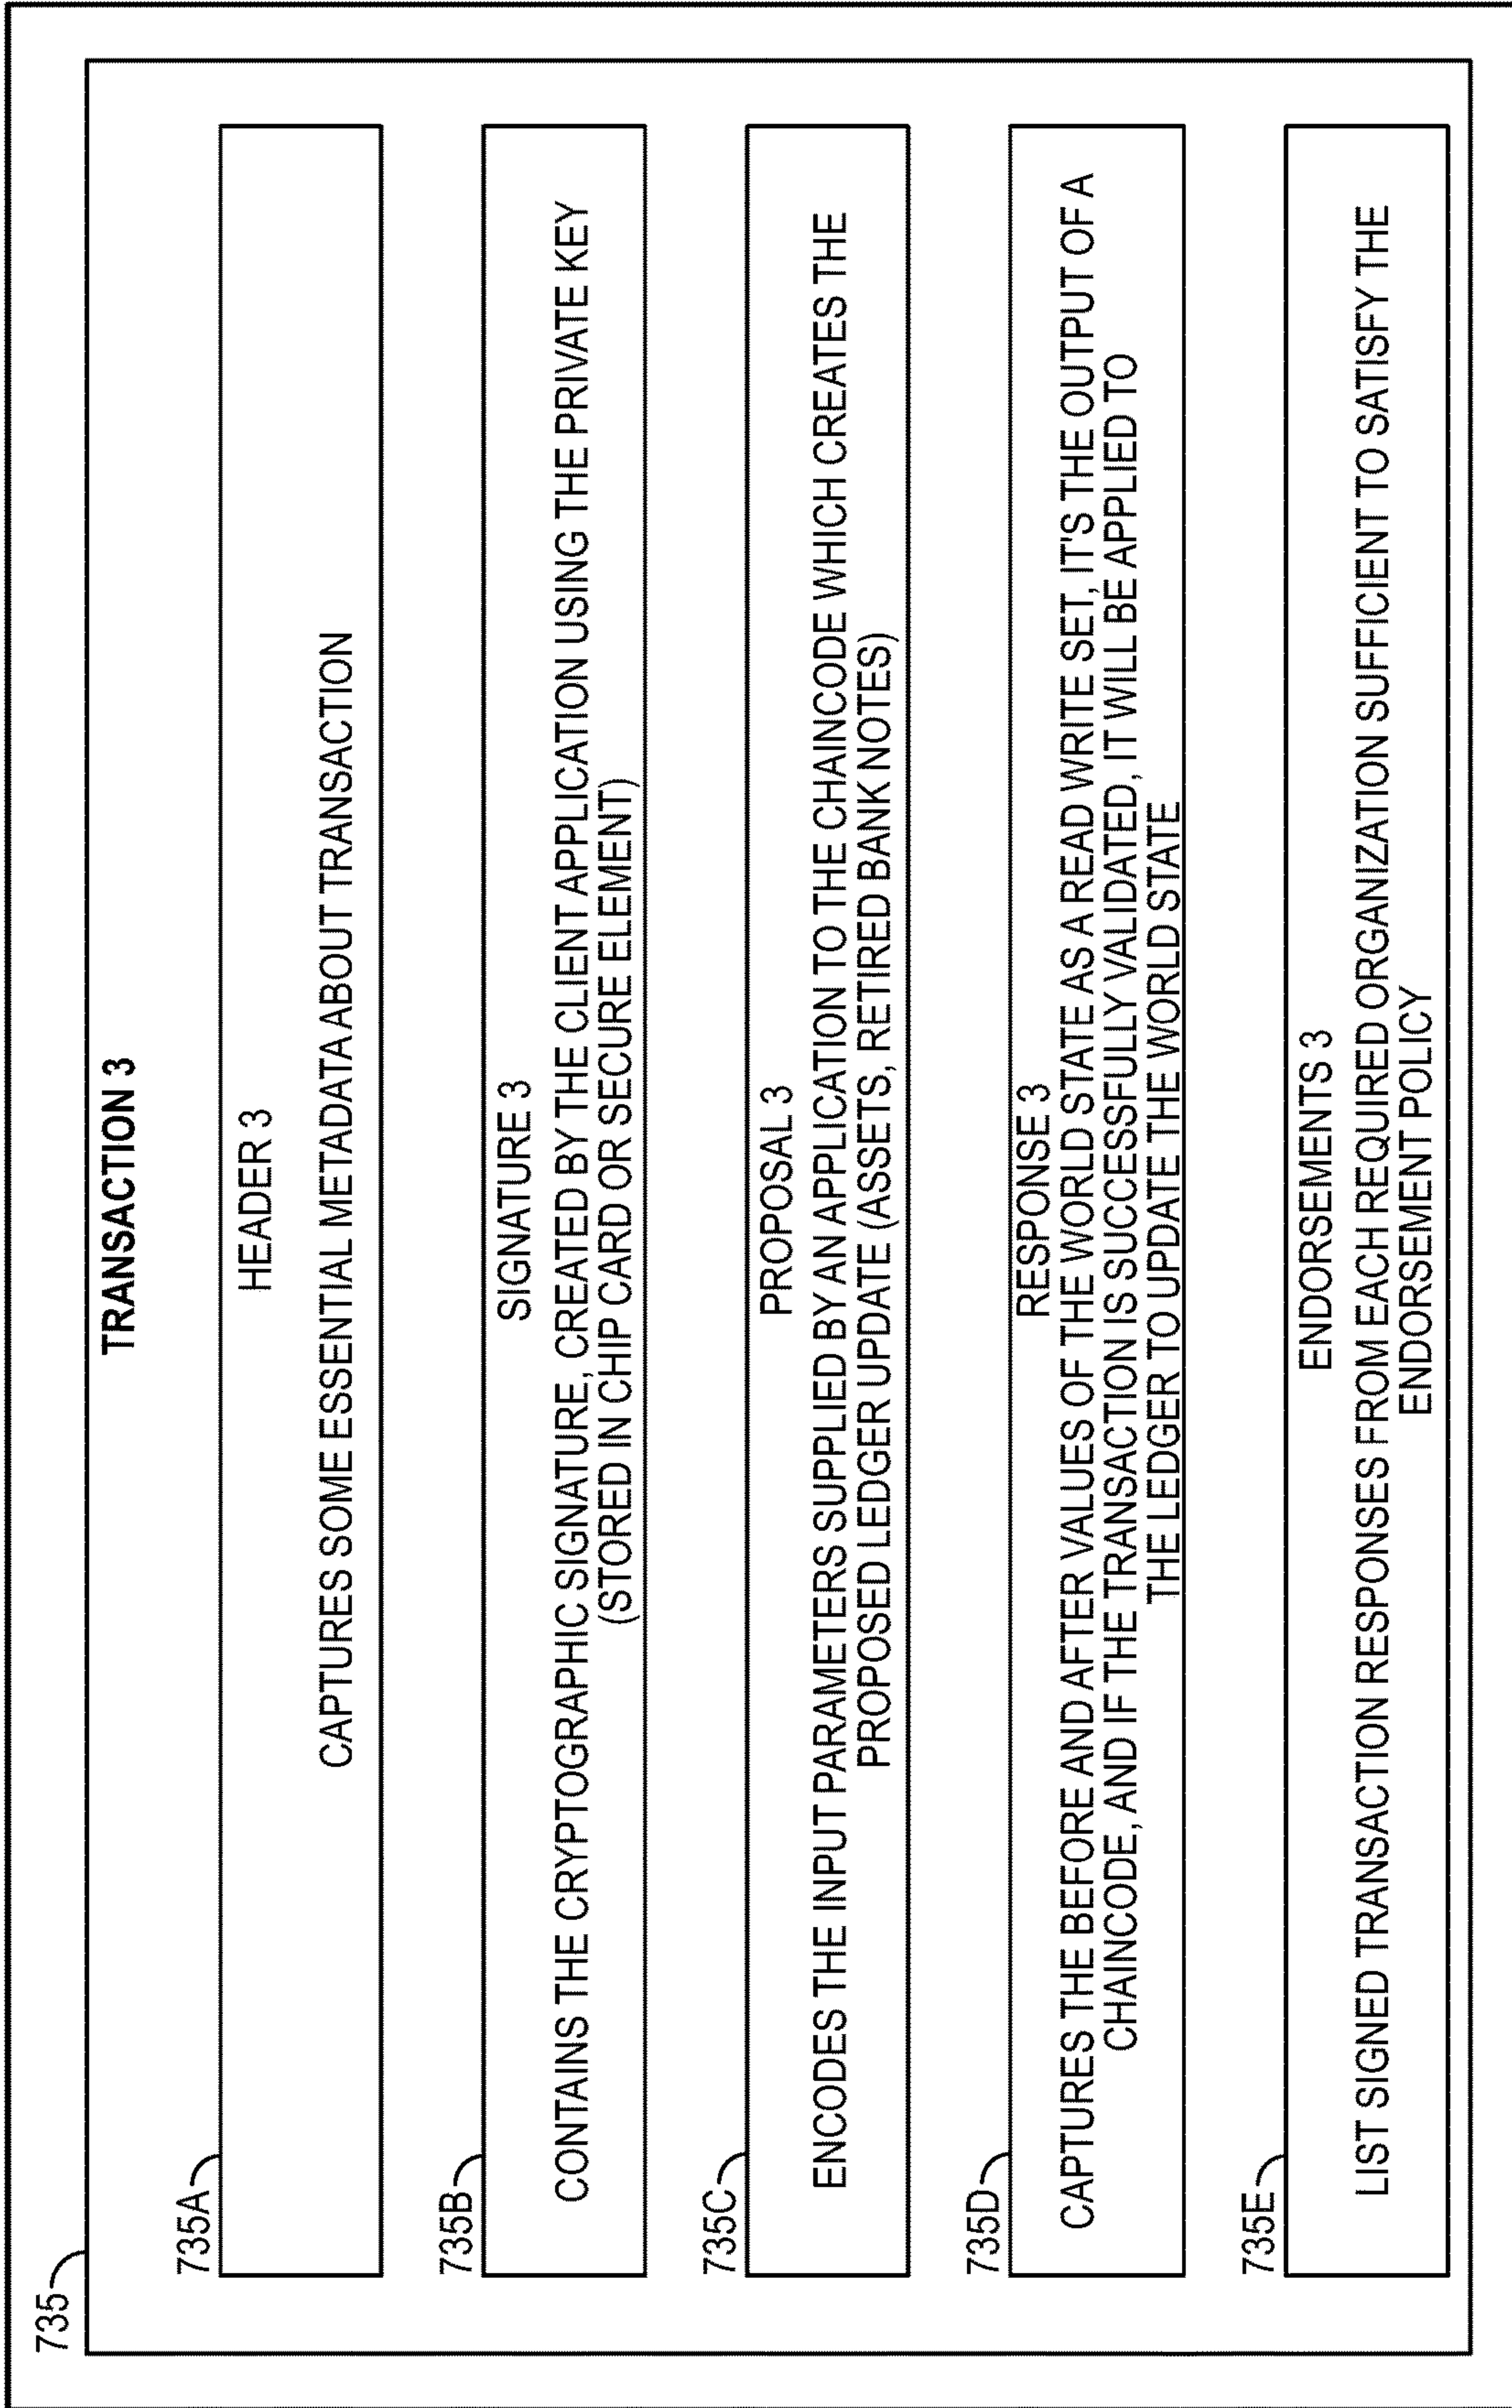 735
TRANSACTION 3
735A
HEADER 3
CAPTURES SOME ESSENTIAL METADATA ABOUT TRANSACTION
735B
SIGNATURE 3
CONTAINS THE CRYPTOGRAPHIC SIGNATURE, CREATED BY THE CLIENT APPLICATION USING THE PRIVATE KEY
(STORED IN CHIP CARD OR SECURE ELEMENT)
735C
PROPOSAL 3
ENCODES THE INPUT PARAMETERS SUPPLIED BY AN APPLICATION TO THE CHAINCODE WHICH CREATES THE
PROPOSED LEDGER UPDATE (ASSETS, RETIRED BANK NOTES)
735D
RESPONSE 3
CAPTURES THE BEFORE AND AFTER VALUES OF THE WORLD STATE AS A READ WRITE SET, IT'S THE OUTPUT OF A
CHAINCODE, AND IF THE TRANSACTION IS SUCCESSFULLY VALIDATED, IT WILL BE APPLIED TO
THE LEDGER TO UPDATE THE WORLD STATE
735E
ENDORSEMENTS 3
LIST SIGNED TRANSACTION RESPONSES FROM EACH REQUIRED ORGANIZATION SUFFICIENT TO SATISFY THE
ENDORSEMENT POLICY